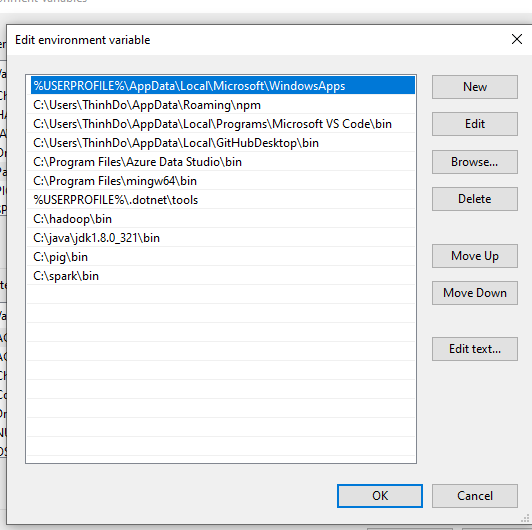 Edit environment variable
%USERPROFILE%\AppData\Local\Microsoft\WindowsApps
C:\Users\ThinhDo\AppData\Roaming\npm
C:\Users\ThinhDo\AppData\Local\Programs\Microsoft VS Code\bin
C:\Users\ThinhDo\AppData\Local\GitHubDesktop\bin
C:\Program Files\Azure Data Studio\bin
C:\Program Files\mingw64\bin
%USERPROFILE%\.dotnet\tools
C:\hadoop\bin
C:\java\jdk1.8.0_321\bin
C:\pig\bin
C:\spark\bin
New
Edit
Browse...
Delete
Move Up
Move Down
Edit text...
OK
Cancel